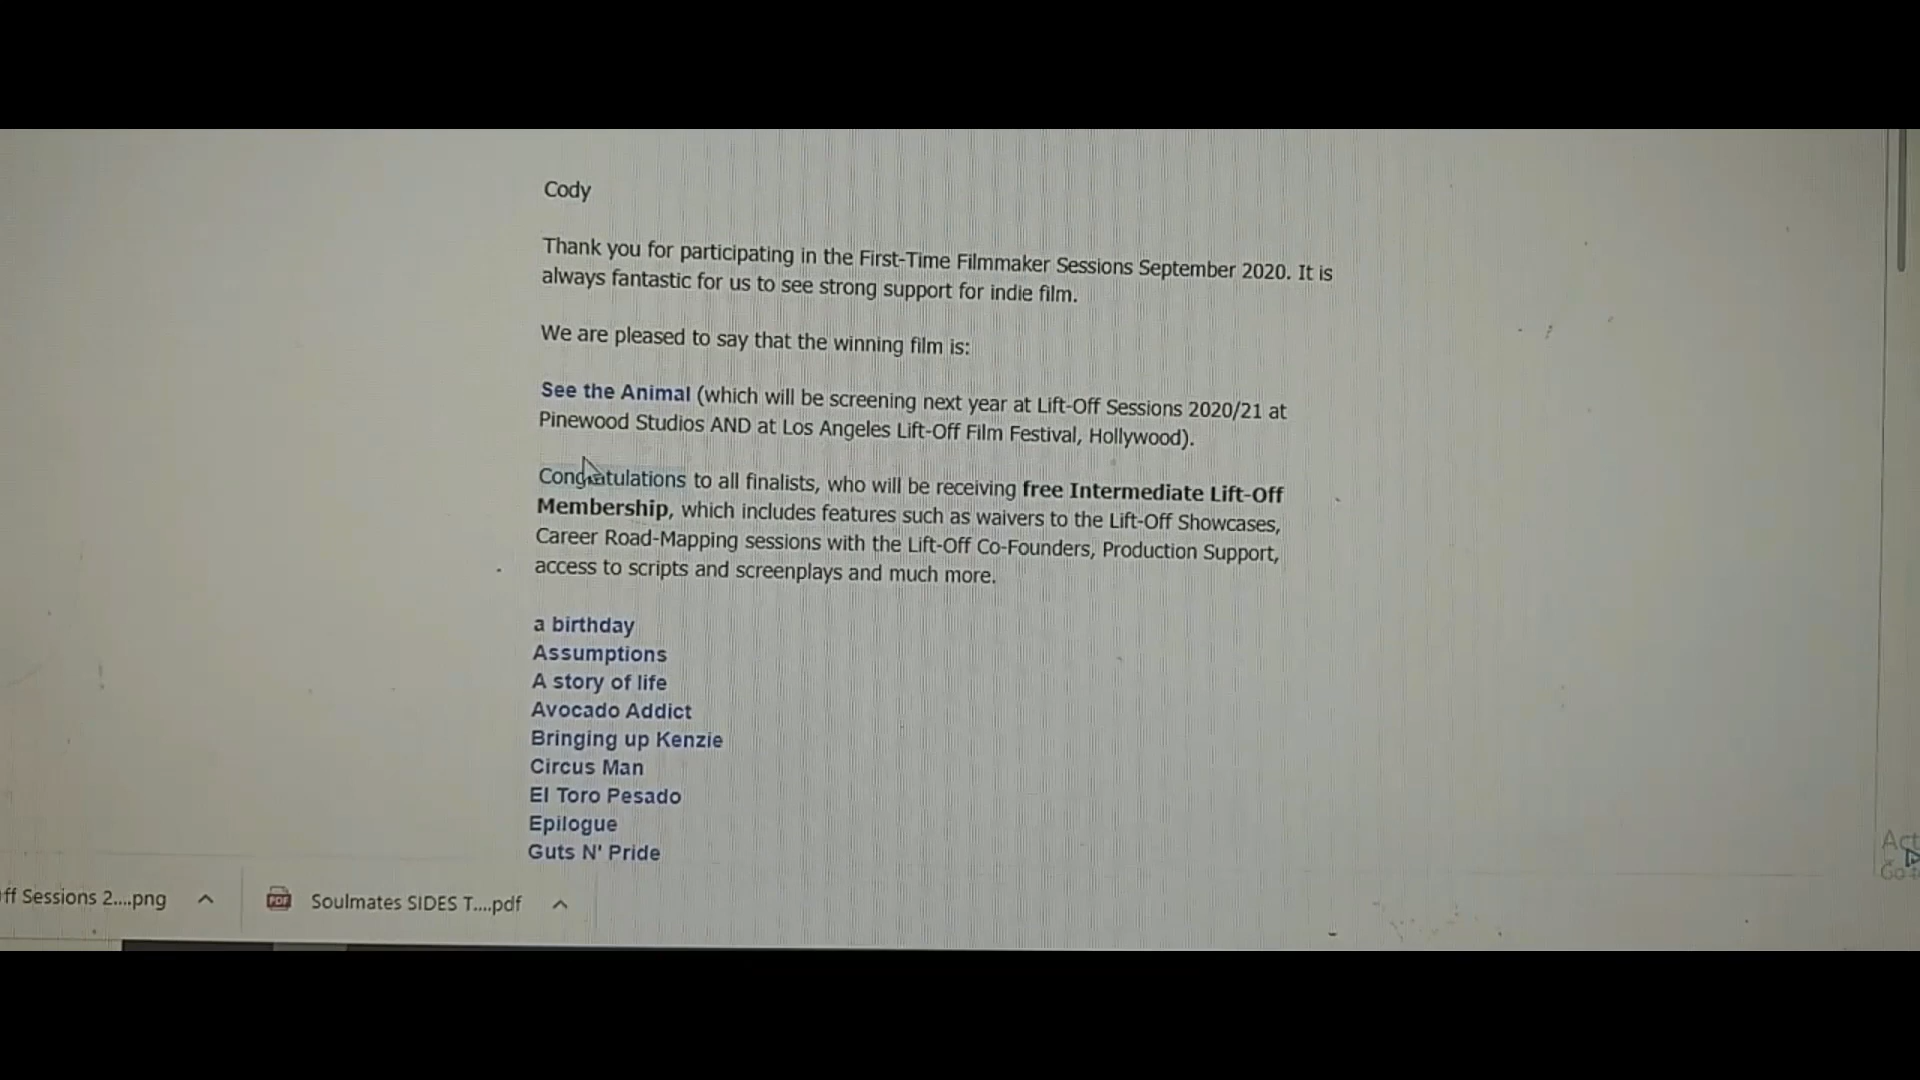 Cody
Thank you for participating in the First-Time Filmmaker Sessions September 2020. It is
always fantastic for us to see strong support for indie film.
We are pleased to say that the winning film is:
See the Animal (which will be screening next year at Lift-Off Sessions 2020/21 at
Pinewood Studios AND at Los Angeles Lift-Off Film Festival, Hollywood).
Congratulations to all finalists, who will be receiving free Intermediate Lift-Off
Membership, which includes features such as waivers to the Lift-Off Showcases,
Career Road-Mapping sessions with the Lift-Off Co-Founders, Production Support,
access to scripts and screenplays and much more.
a birthday
Assumptions
A story of life
Avocado Addict
Bringing up Kenzie
Circus Man
El Toro Pesado
Epilogue
Guts N' Pride
ff Sessions 2....png
PDF Soulmates SIDES T....pdf